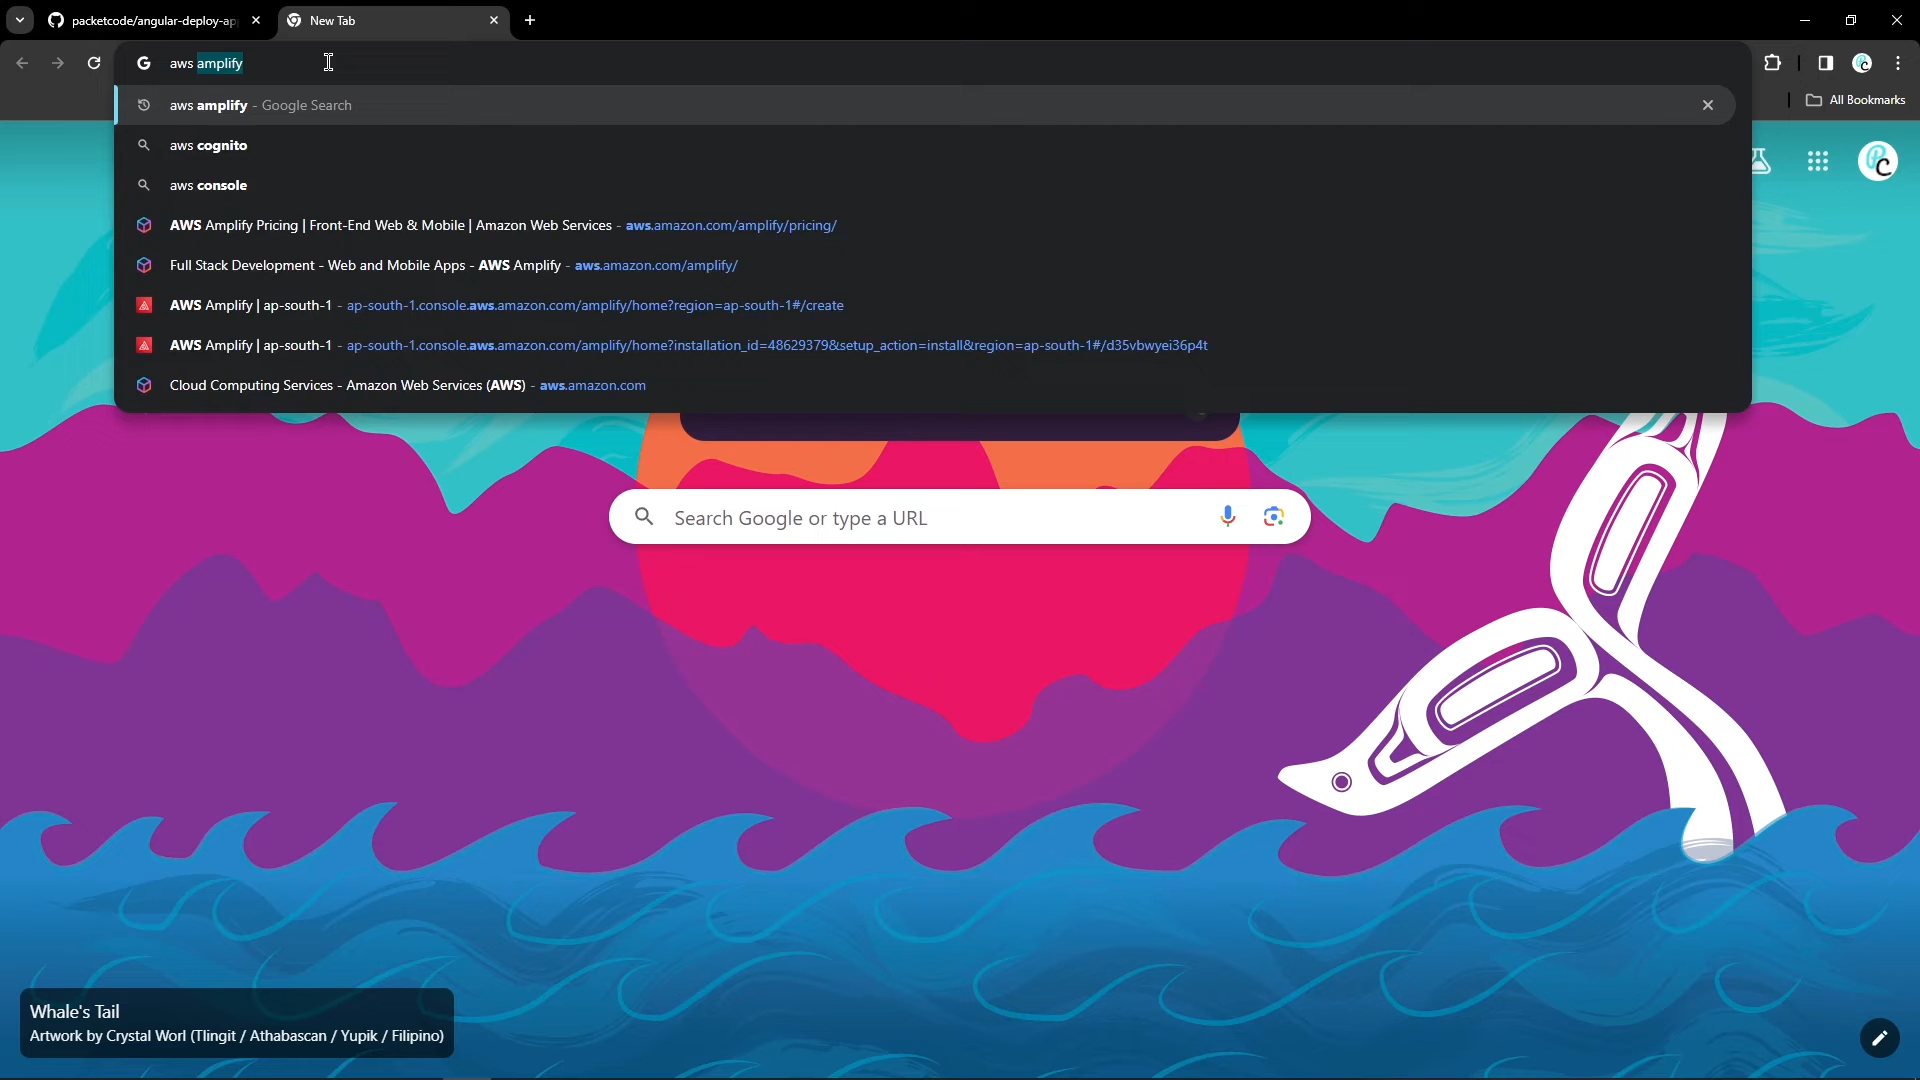 packetcode/angular-deploy-ap
New Tab
aws amplify
All Bookmarks
aws amplify - Google Search
aws cognito
aws console
AWS Amplify Pricing | Front-End Web & Mobile | Amazon Web Services - aws.amazon.com/amplify/pricing/
Full Stack Development - Web and Mobile Apps - AWS Amplify - aws.amazon.com/amplify/
AWS Amplify | ap-south-1 - ap-south-1.console.aws.amazon.com/amplify/home?region=ap-south-1#/create
AWS Amplify | ap-south-1 - ap-south-1.console.aws.amazon.com/amplify/home?installation_id=48629379&setup_action=install&region=ap-south-1#/d35vbwyei36p4t
Cloud Computing Services - Amazon Web Services (AWS) - aws.amazon.com
Search Google or type a URL
Whale's Tail
Artwork by Crystal Worl (Tlingit / Athabascan / Yupik / Filipino)